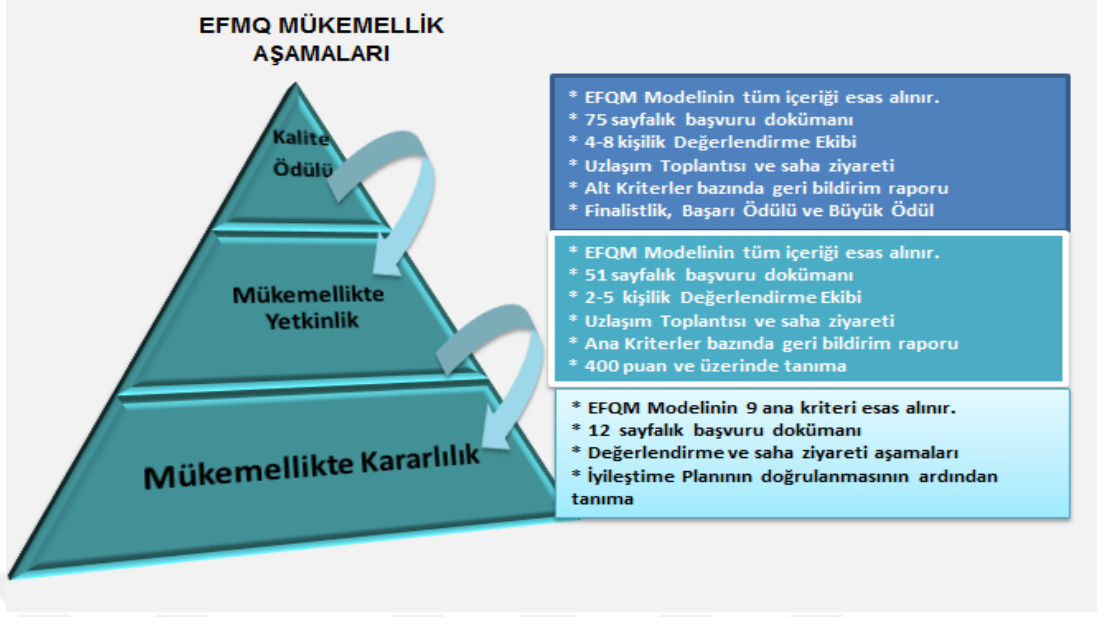 EFMQ MÜKEMMELLİK
AŞAMALARI
Kalite
Ödülü
* EFQM Modelinin tüm içeriği esas alınır.
* 75 sayfalık başvuru dokümanı
* 4-8 kişilik Değerlendirme Ekibi
* Uzlaşım Toplantısı ve saha ziyareti
* Alt Kriterler bazında geri bildirim raporu
* Finalistlik, Başarı Ödülü ve Büyük Ödül
Mükemmellikte
Yetkinlik
* EFQM Modelinin tüm içeriği esas alınır.
* 51 sayfalık başvuru dokümanı
* 2-5 kişilik Değerlendirme Ekibi
* Uzlaşım Toplantısı ve saha ziyareti
* Ana Kriterler bazında geri bildirim raporu
* 400 puan ve üzerinde tanıma
Mükemmellikte Kararlılık
* EFQM Modelinin 9 ana kriteri esas alınır.
* 12 sayfalık başvuru dokümanı
* Değerlendirme ve saha ziyareti aşamaları
* İyileştime Planının doğrulanmasının ardından
tanıma